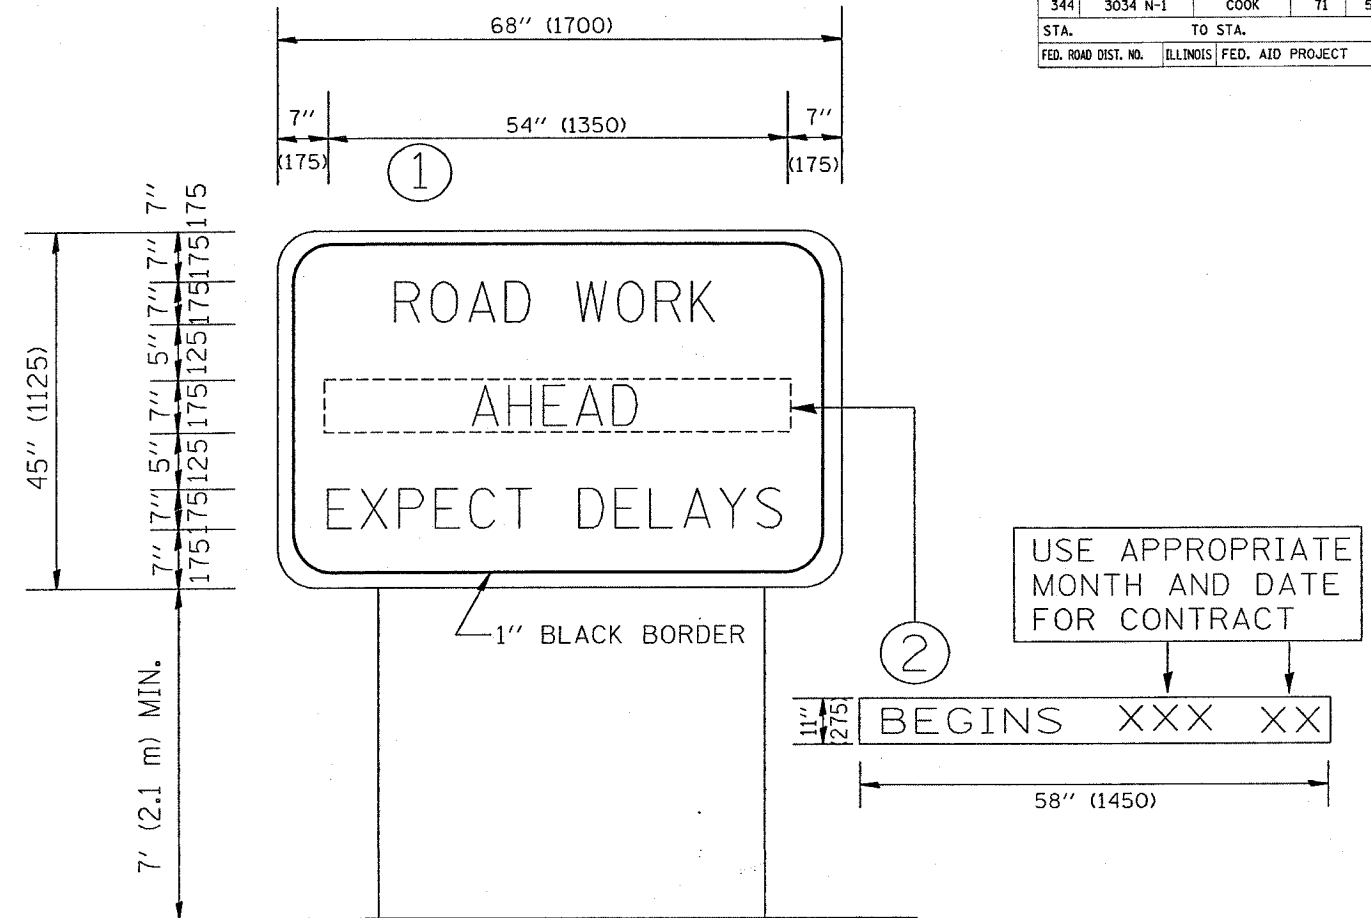 344 3034 N-1 COOK 71 5
STA. TO STA.
FED. ROAD DIST. NO. ILLINOIS FED. AID PROJECT
68" (1700)
7" 54" (1350) 7"
(175) (175)
1
7" 175
7" 175
7" 175
5" 125
7" 175
5" 125
7" 175
7" 175
45" (1125)
ROAD WORK
AHEAD
EXPECT DELAYS
1" BLACK BORDER
7' (2.1 m) MIN.
2
USE APPROPRIATE
MONTH AND DATE
FOR CONTRACT
11" (275)
BEGINS XXX XX
58" (1450)